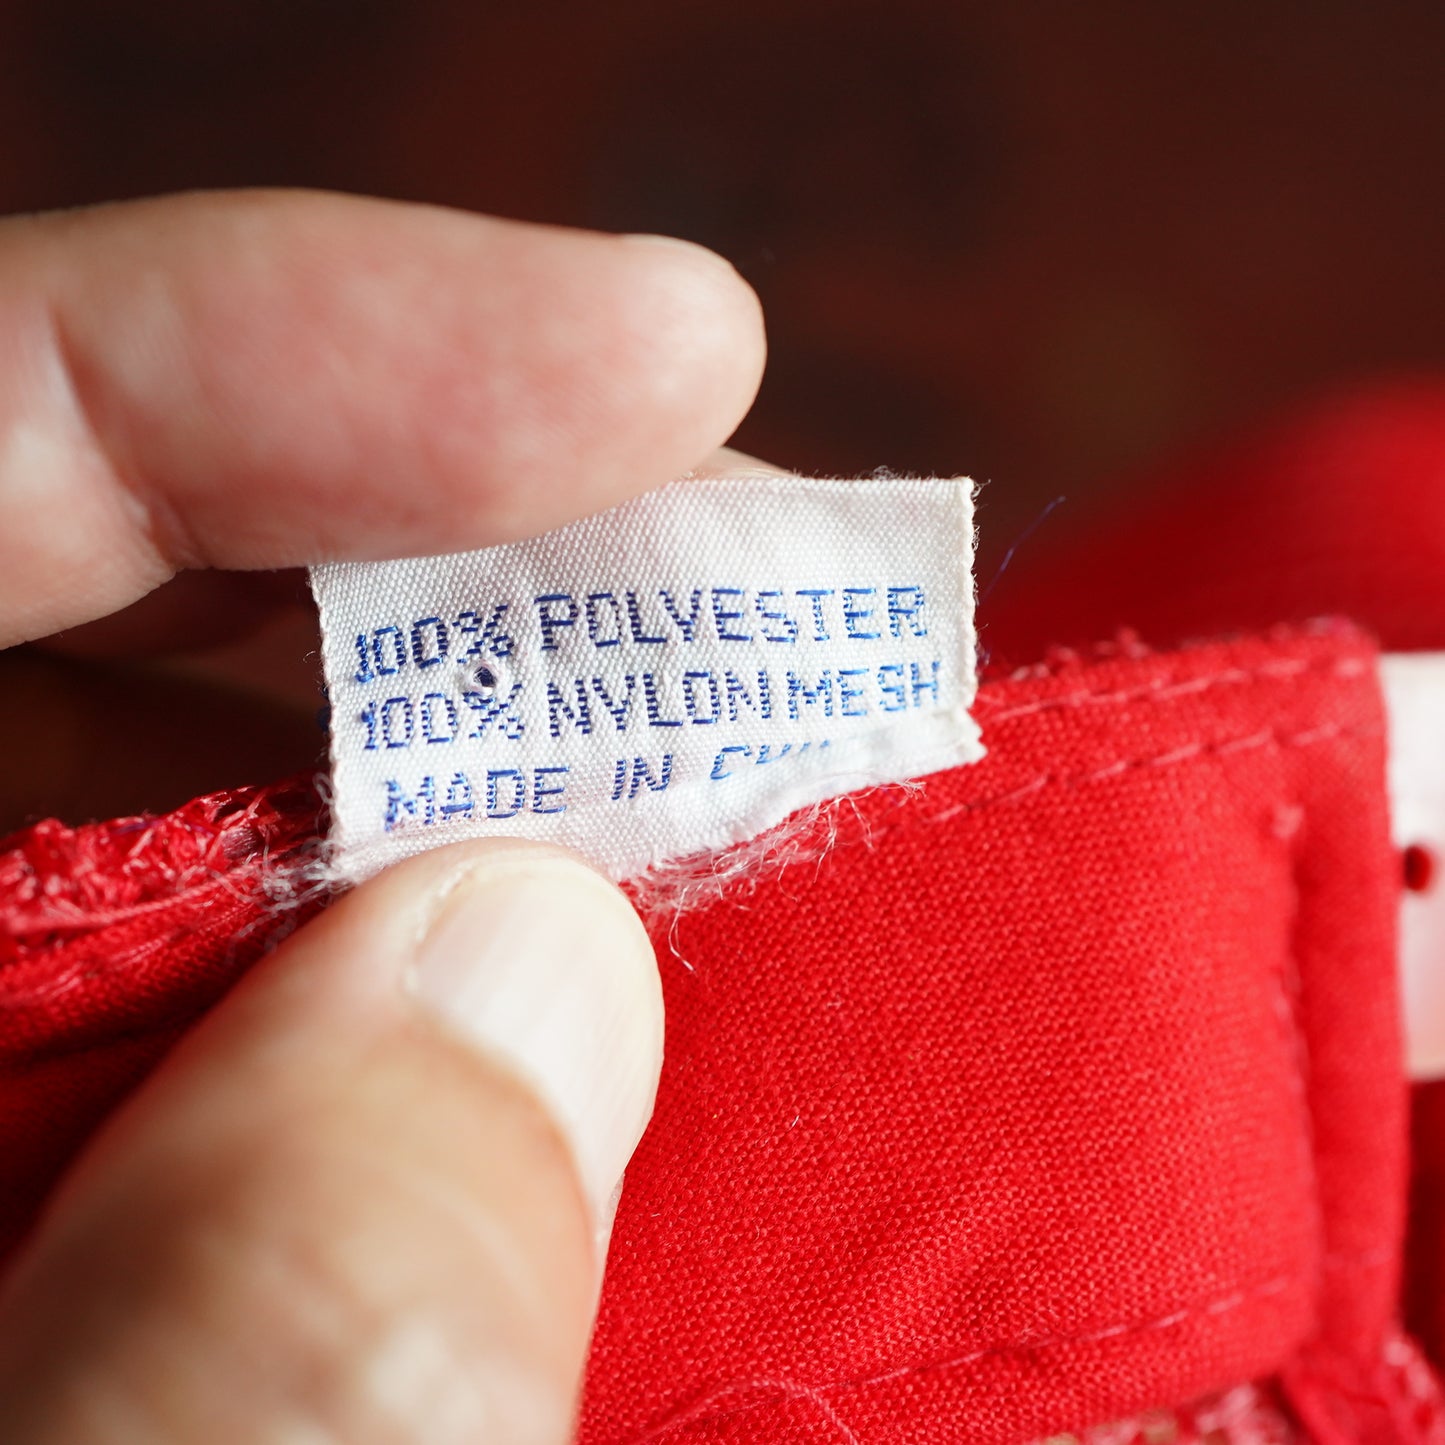 100% POLYESTER
100% NYLON MESH
MADE IN